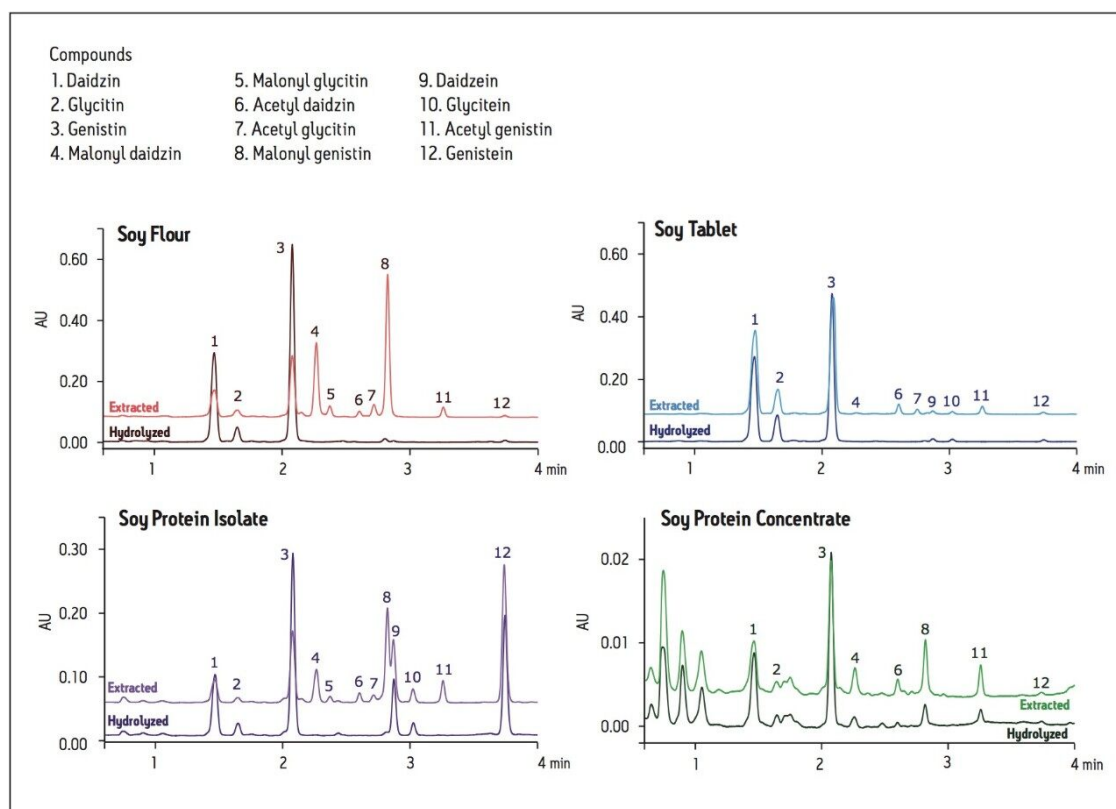 Compounds
1. Daidzin
2. Glycitin
3. Genistin
4. Malonyl daidzin
5. Malonyl glycitin
6. Acetyl daidzin
7. Acetyl glycitin
8. Malonyl genistin
9. Daidzein
10. Glycitein
11. Acetyl genistin
12. Genistein
Soy Flour
0.60
0.40
0.20
0.00
AU
1
2
3
4
5
6
7
8
11
12
Extracted
Hydrolyzed
1
2
3
4 min
Soy Tablet
0.60
0.40
0.20
0.00
AU
1
2
3
4
6
7
9
10
11
12
Extracted
Hydrolyzed
1
2
3
4 min
Soy Protein Isolate
0.30
0.10
0.00
AU
1
2
3
4
5
6
7
8
9
10
11
12
Extracted
Hydrolyzed
1
2
3
4 min
Soy Protein Concentrate
0.02
0.01
0.00
AU
1
2
3
4
6
8
11
12
Extracted
Hydrolyzed
1
2
3
4 min